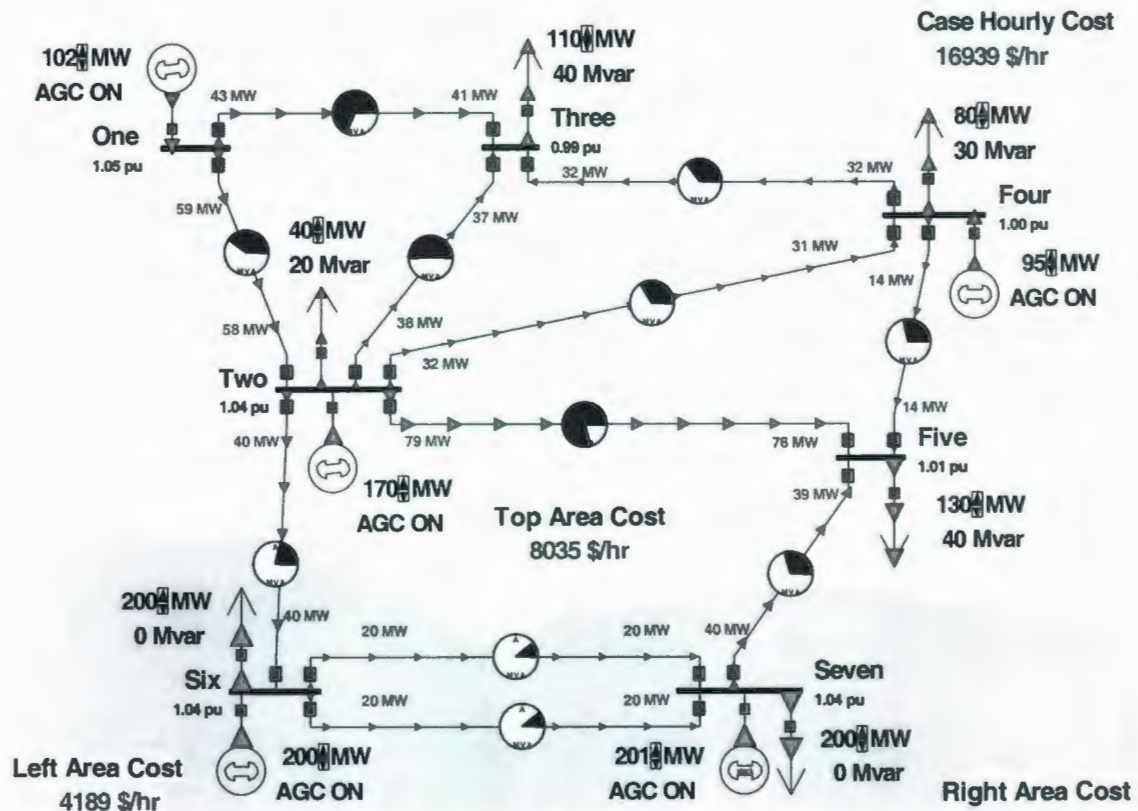 Case Hourly Cost
16939 $/hr
102 MW
AGC ON
110 MW
40 Mvar
43 MW
41 MW
One
1.05 pu
Three
0.99 pu
80 MW
30 Mvar
32 MW
32 MW
Four
1.00 pu
59 MW
40 MW
20 Mvar
37 MW
31 MW
14 MW
95 MW
AGC ON
MVA
58 MW
38 MW
32 MW
Two
1.04 pu
40 MW
79 MW
78 MW
14 MW
Five
1.01 pu
170 MW
AGC ON
Top Area Cost
8035 $/hr
39 MW
130 MW
40 Mvar
A
MVA
200 MW
0 Mvar
40 MW
20 MW
A
MVA
20 MW
40 MW
Six
1.04 pu
Seven
1.04 pu
20 MW
A
MVA
20 MW
Left Area Cost
4189 $/hr
200 MW
AGC ON
201 MW
AGC ON
200 MW
0 Mvar
Right Area Cost